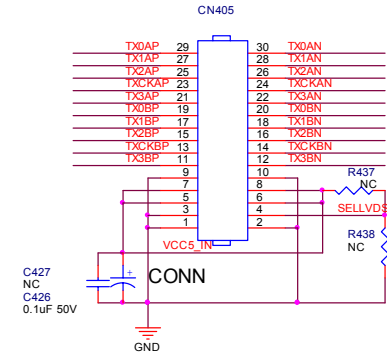 CN405
TX0AP 29 30 TX0AN
TX1AP 27 28 TX1AN
TX2AP 25 26 TX2AN
TXCKAP 23 24 TXCKAN
TX3AP 21 22 TX3AN
TX0BP 19 20 TX0BN
TX1BP 17 18 TX1BN
TX2BP 15 16 TX2BN
TXCKBP 13 14 TXCKBN
TX3BP 11 12 TX3BN
9 10
7 8
5 6
3 4
1 2
R437
NC
SELLVDS
R438
NC
VCC5_IN
+
CONN
C427
NC
C426
0.1uF 50V
GND